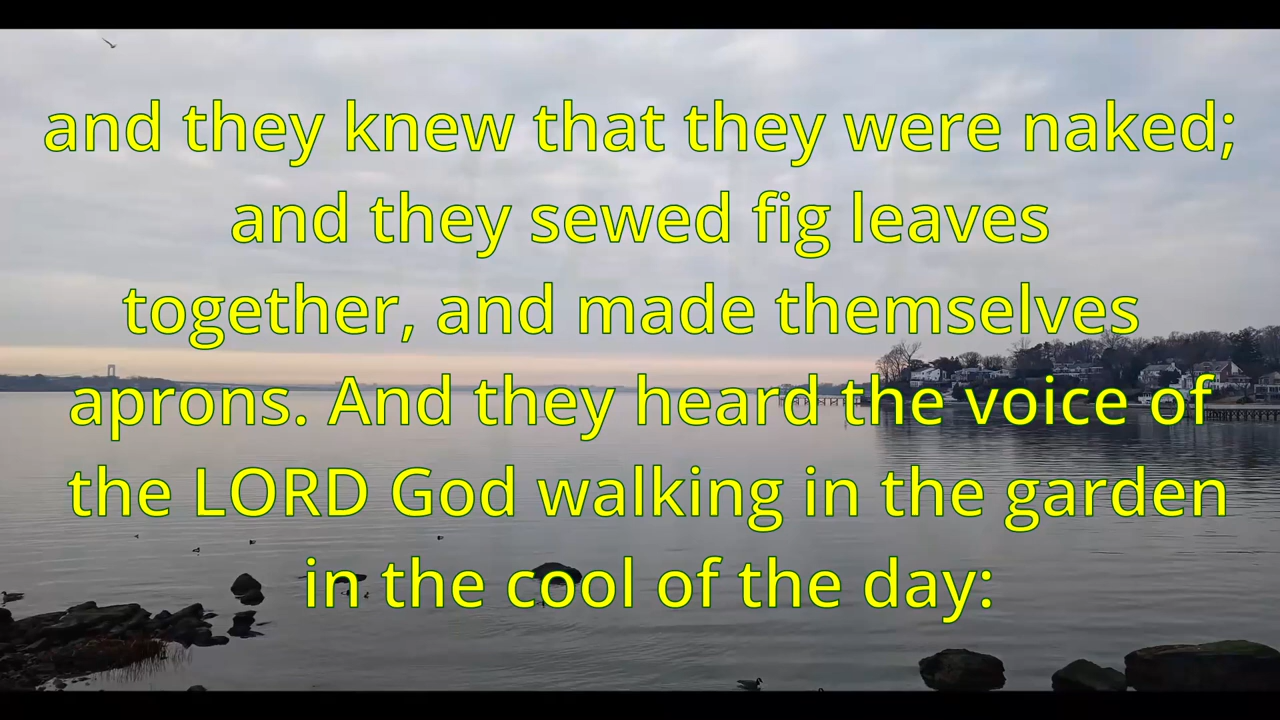 and they knew that they were naked;
and they sewed fig leaves
together, and made themselves
aprons. And they heard the voice of
the LORD God walking in the garden
in the cool of the day: